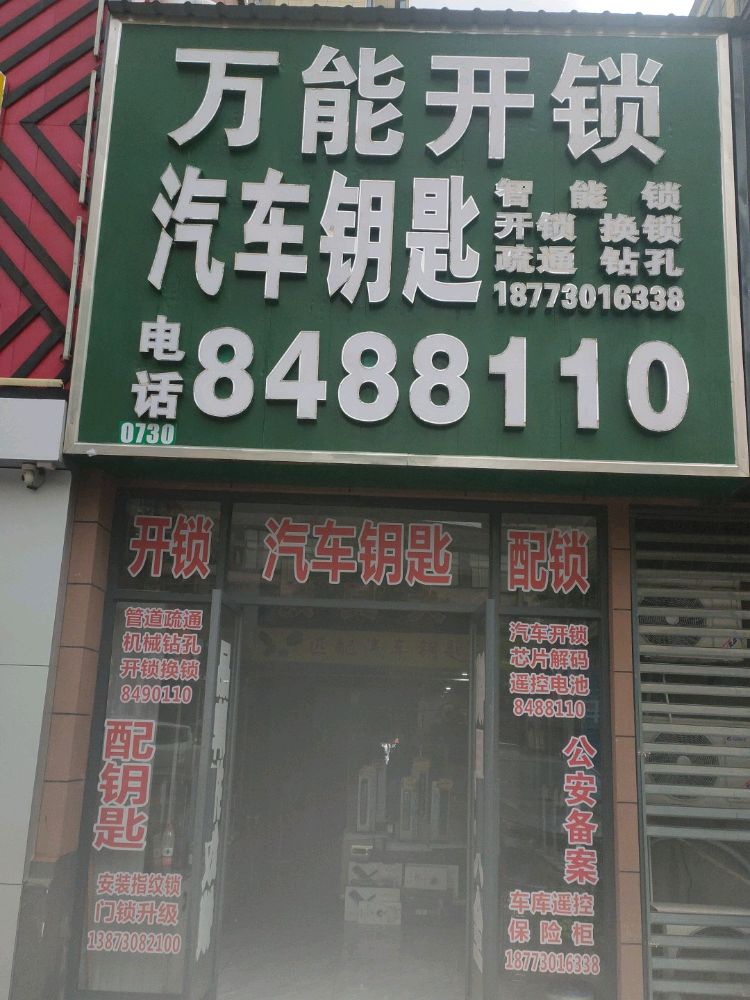 万能开锁
汽车钥匙
智能锁
开锁 换锁
疏通 钻孔
18773016338
电话
0730
8488110
开锁
汽车钥匙
配锁
管道疏通
机械钻孔
开锁换锁
8490110
配钥匙
安装指纹锁
门锁升级
13873082100
汽车开锁
芯片解码
遥控电池
8488110
公安备案
车库遥控
保险柜
18773016338